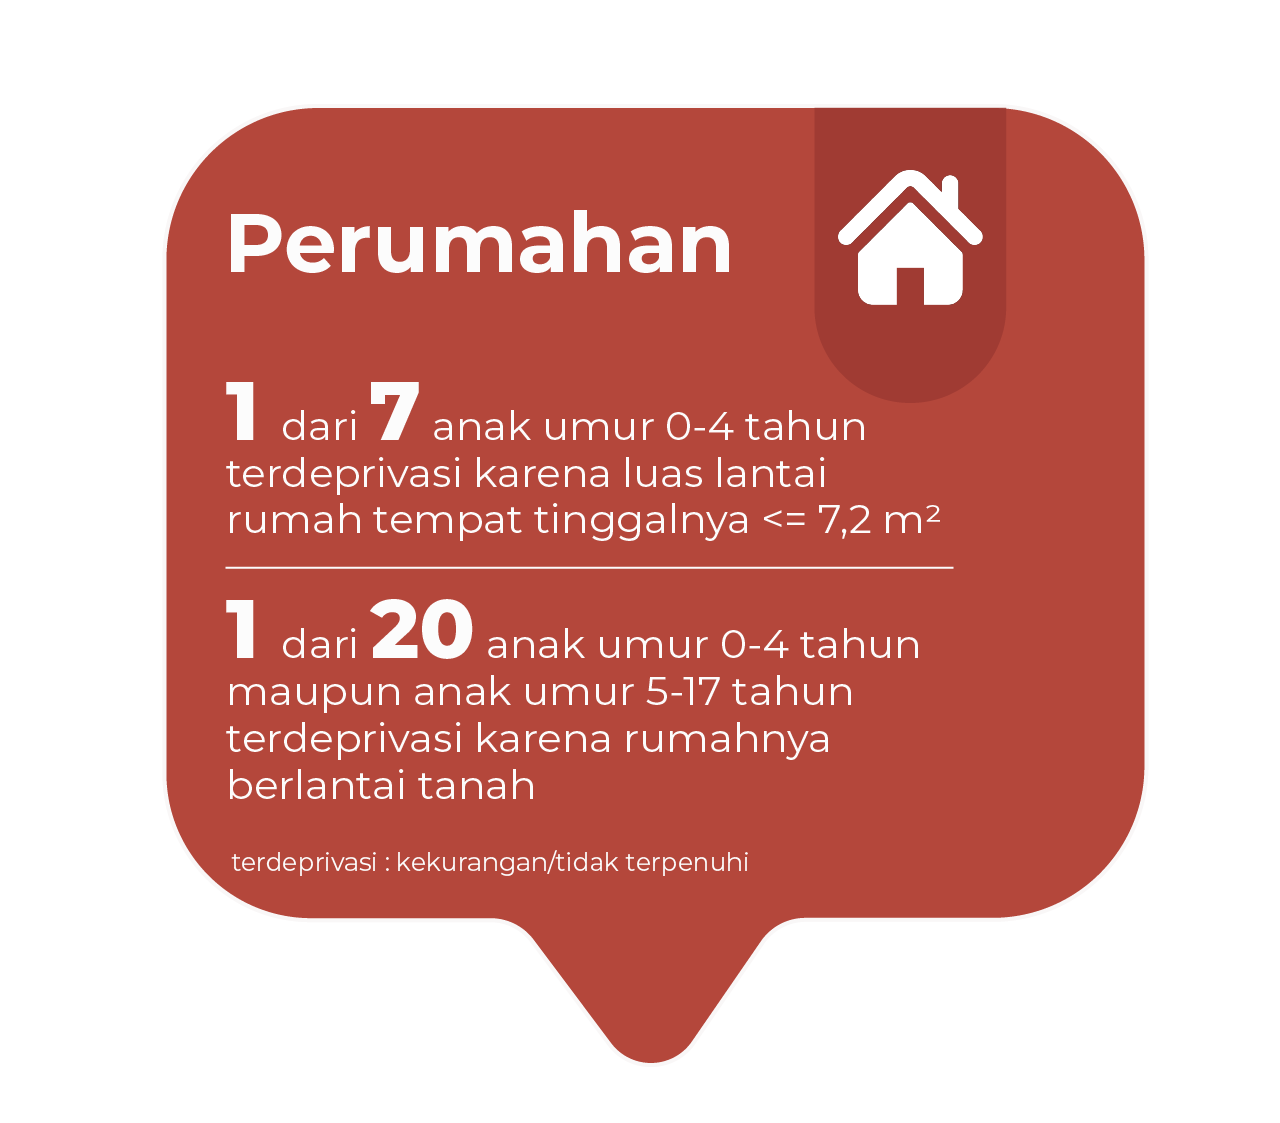 Perumahan
1 dari 7 anak umur 0-4 tahun
terdeprivasi karena luas lantai
rumah tempat tinggalnya <= 7,2 m²
1 dari 20 anak umur 0-4 tahun
maupun anak umur 5-17 tahun
terdeprivasi karena rumahnya
berlantai tanah
terdeprivasi : kekurangan/tidak terpenuhi